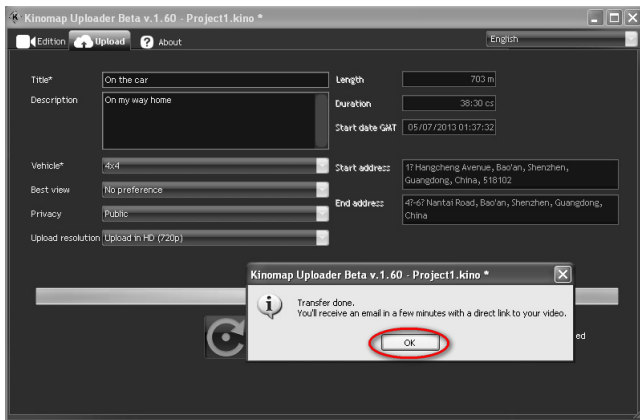 Kinomap Uploader Beta v.1.60 - Project1.kino *
Edition Upload ? About English
Title* On the car
Description On my way home
Length 703 m
Duration 38:30 cs
Start date GMT 05/07/2013 01:37:32
Vehicle* 4x4
Best view No preference
Privacy Public
Upload resolution Upload in HD (720p)
Start address 1? Hangcheng Avenue, Bao'an, Shenzhen,
Guangdong, China, 518102
End address 4?-6? Nantai Road, Bao'an, Shenzhen, Guangdong,
China
Kinomap Uploader Beta v.1.60 - Project1.kino *
Transfer done.
You'll receive an email in a few minutes with a direct link to your video.
OK
ed